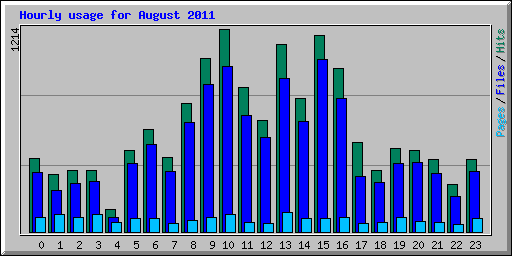 Hourly usage for August 2011
1214
Pages / Files / Hits
0 1 2 3 4 5 6 7 8 9 10 11 12 13 14 15 16 17 18 19 20 21 22 23